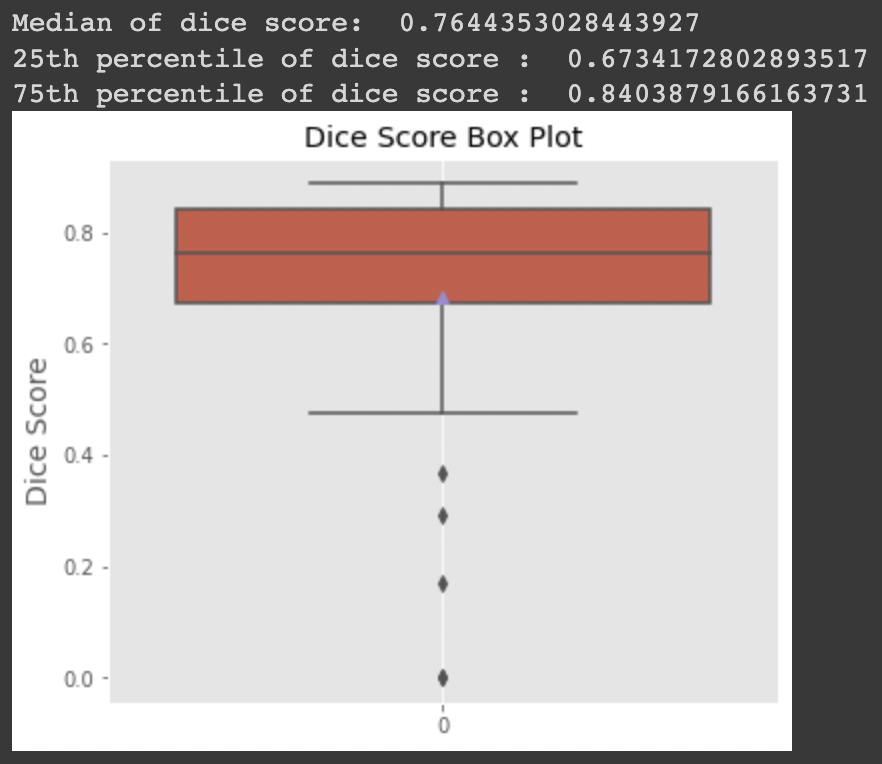 Median of dice score:  0.7644353028443927
25th percentile of dice score :  0.6734172802893517
75th percentile of dice score :  0.8403879166163731
Dice Score Box Plot
Dice Score
0.8
0.6
0.4
0.2
0.0
0